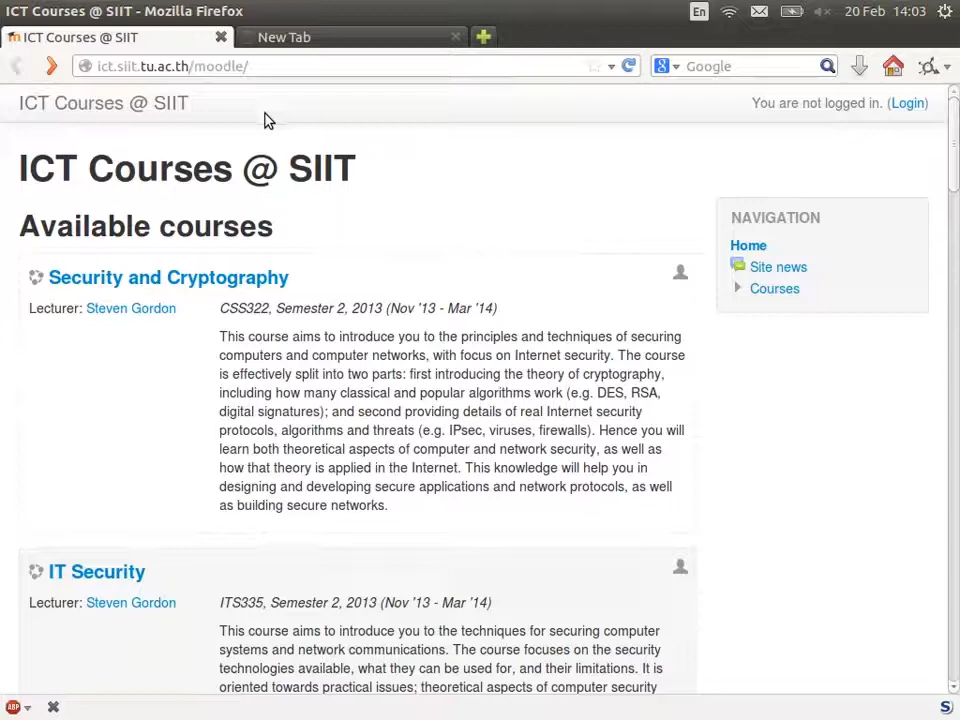 ICT Courses @ SIIT - Mozilla Firefox
En
20 Feb 14:03
ICT Courses @ SIIT
New Tab
ict.siit.tu.ac.th/moodle/
Google
ICT Courses @ SIIT
You are not logged in. (Login)
ICT Courses @ SIIT
Available courses
NAVIGATION
Home
Site news
Courses
Security and Cryptography
Lecturer: Steven Gordon
CSS322, Semester 2, 2013 (Nov '13 - Mar '14)
This course aims to introduce you to the principles and techniques of securing
computers and computer networks, with focus on Internet security. The course
is effectively split into two parts: first introducing the theory of cryptography,
including how many classical and popular algorithms work (e.g. DES, RSA,
digital signatures); and second providing details of real Internet security
protocols, algorithms and threats (e.g. IPsec, viruses, firewalls). Hence you will
learn both theoretical aspects of computer and network security, as well as
how that theory is applied in the Internet. This knowledge will help you in
designing and developing secure applications and network protocols, as well
as building secure networks.
IT Security
Lecturer: Steven Gordon
ITS335, Semester 2, 2013 (Nov '13 - Mar '14)
This course aims to introduce you to the techniques for securing computer
systems and network communications. The course focuses on the security
technologies available, what they can be used for, and their limitations. It is
oriented towards practical issues; theoretical aspects of computer security
ABP
S